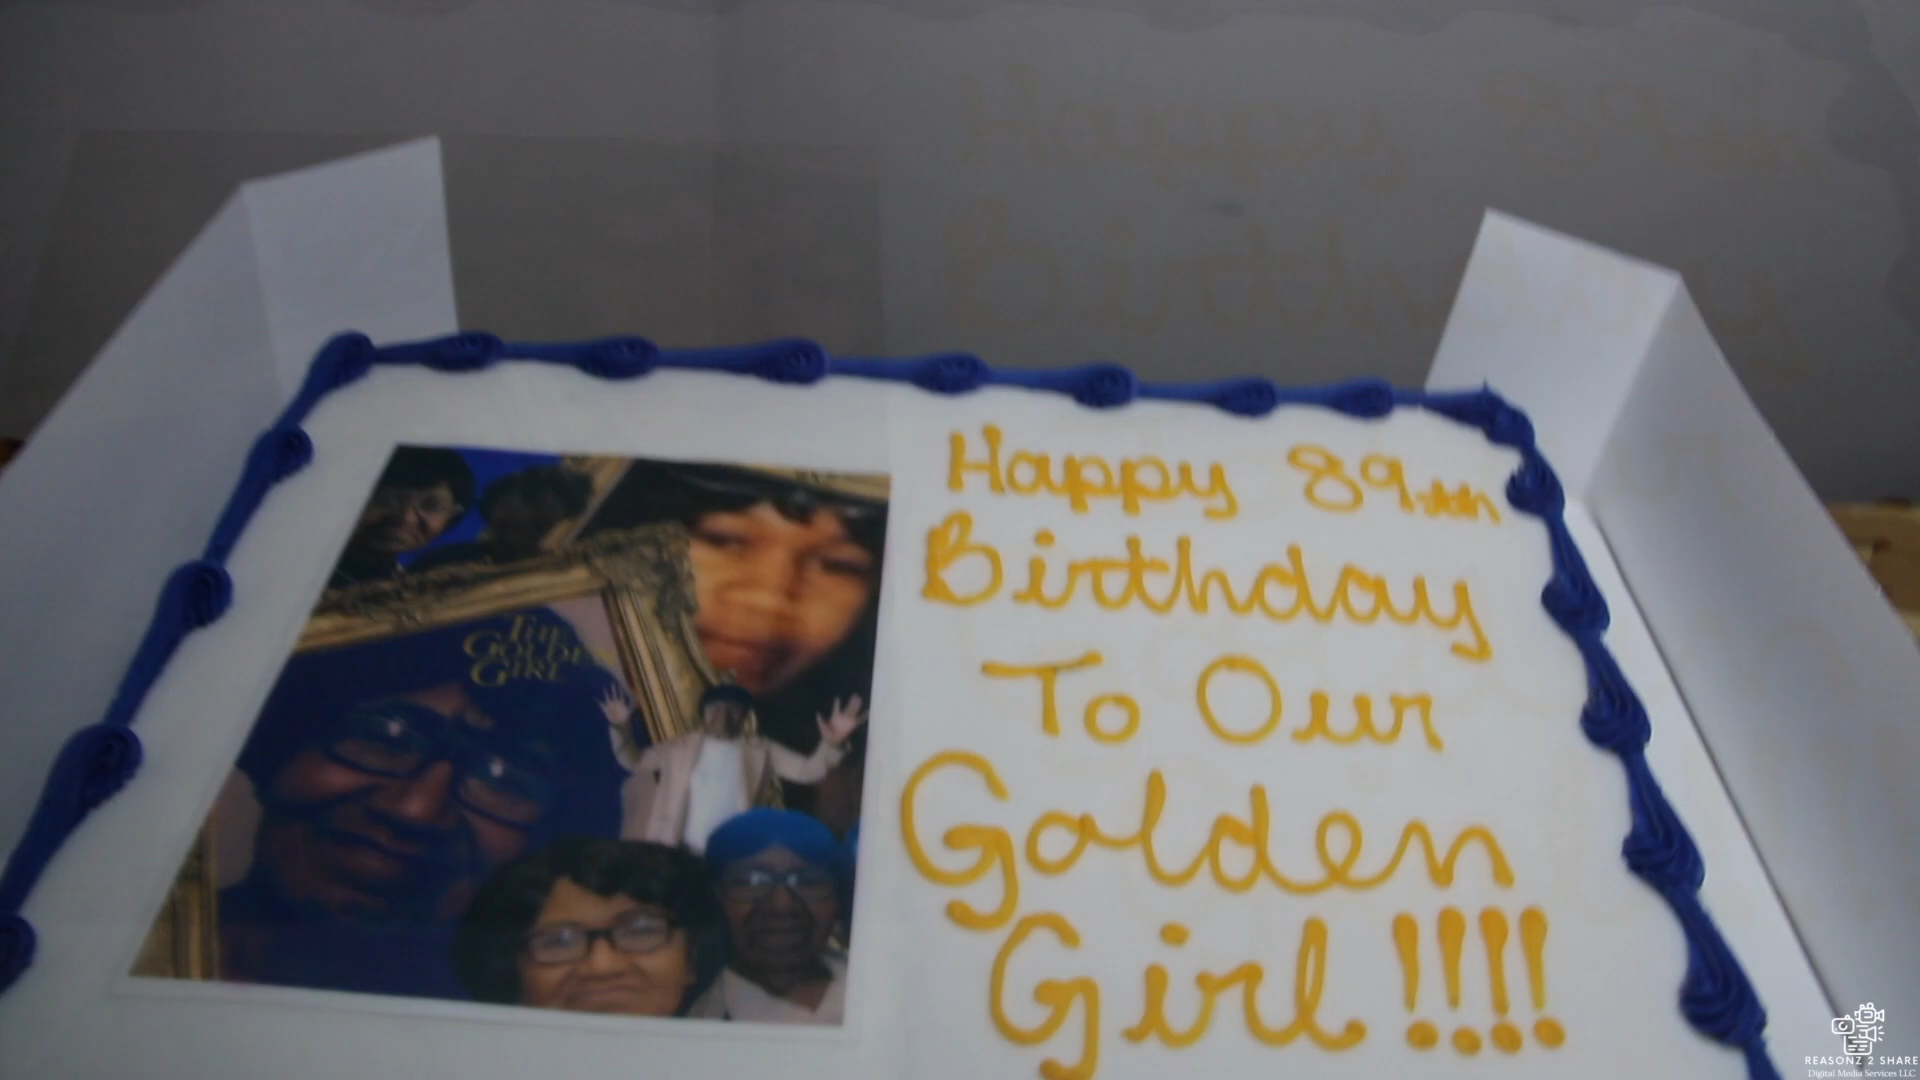 Happy 89th
Birthday
To Our
Golden
Girl!!!!
THE
GOLDEN
GIRL
REASONZ 2 SHARE
Digital Media Services LLC